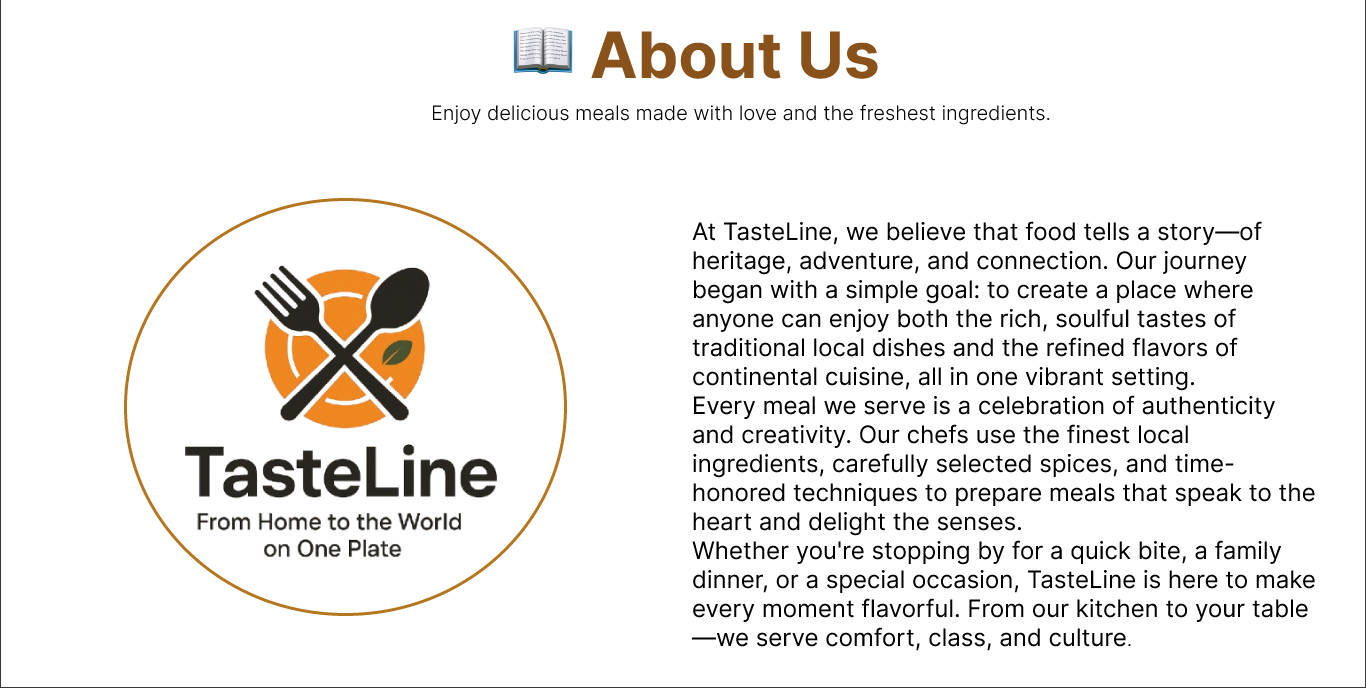 📖 About Us
Enjoy delicious meals made with love and the freshest ingredients.
TasteLine
From Home to the World
on One Plate
At TasteLine, we believe that food tells a story—of
heritage, adventure, and connection. Our journey
began with a simple goal: to create a place where
anyone can enjoy both the rich, soulful tastes of
traditional local dishes and the refined flavors of
continental cuisine, all in one vibrant setting.
Every meal we serve is a celebration of authenticity
and creativity. Our chefs use the finest local
ingredients, carefully selected spices, and time-
honored techniques to prepare meals that speak to the
heart and delight the senses.
Whether you're stopping by for a quick bite, a family
dinner, or a special occasion, TasteLine is here to make
every moment flavorful. From our kitchen to your table
—we serve comfort, class, and culture.